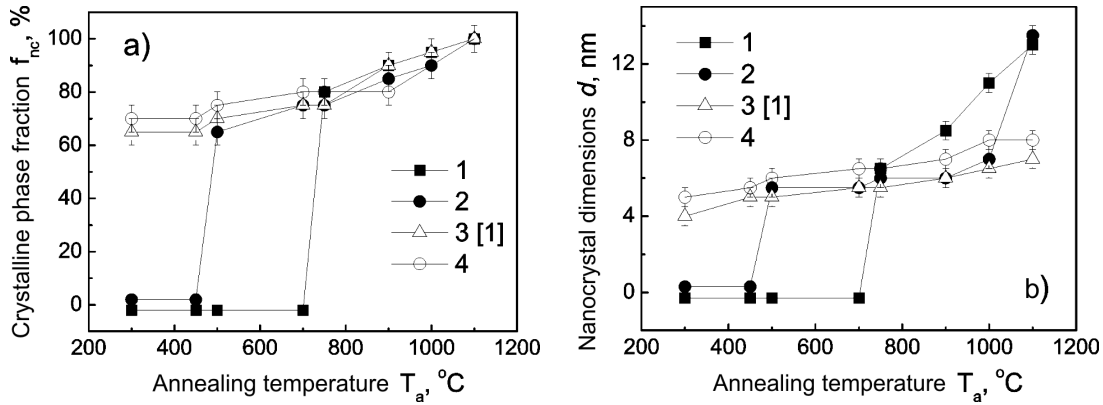 Crystalline phase fraction f_nc, %
100
80
60
40
20
0
a)
1
2
3 [1]
4
200 400 600 800 1000 1200
Annealing temperature T_a, °C
Nanocrystal dimensions d, nm
12
8
4
0
1
2
3 [1]
4
b)
200 400 600 800 1000 1200
Annealing temperature T_a, °C